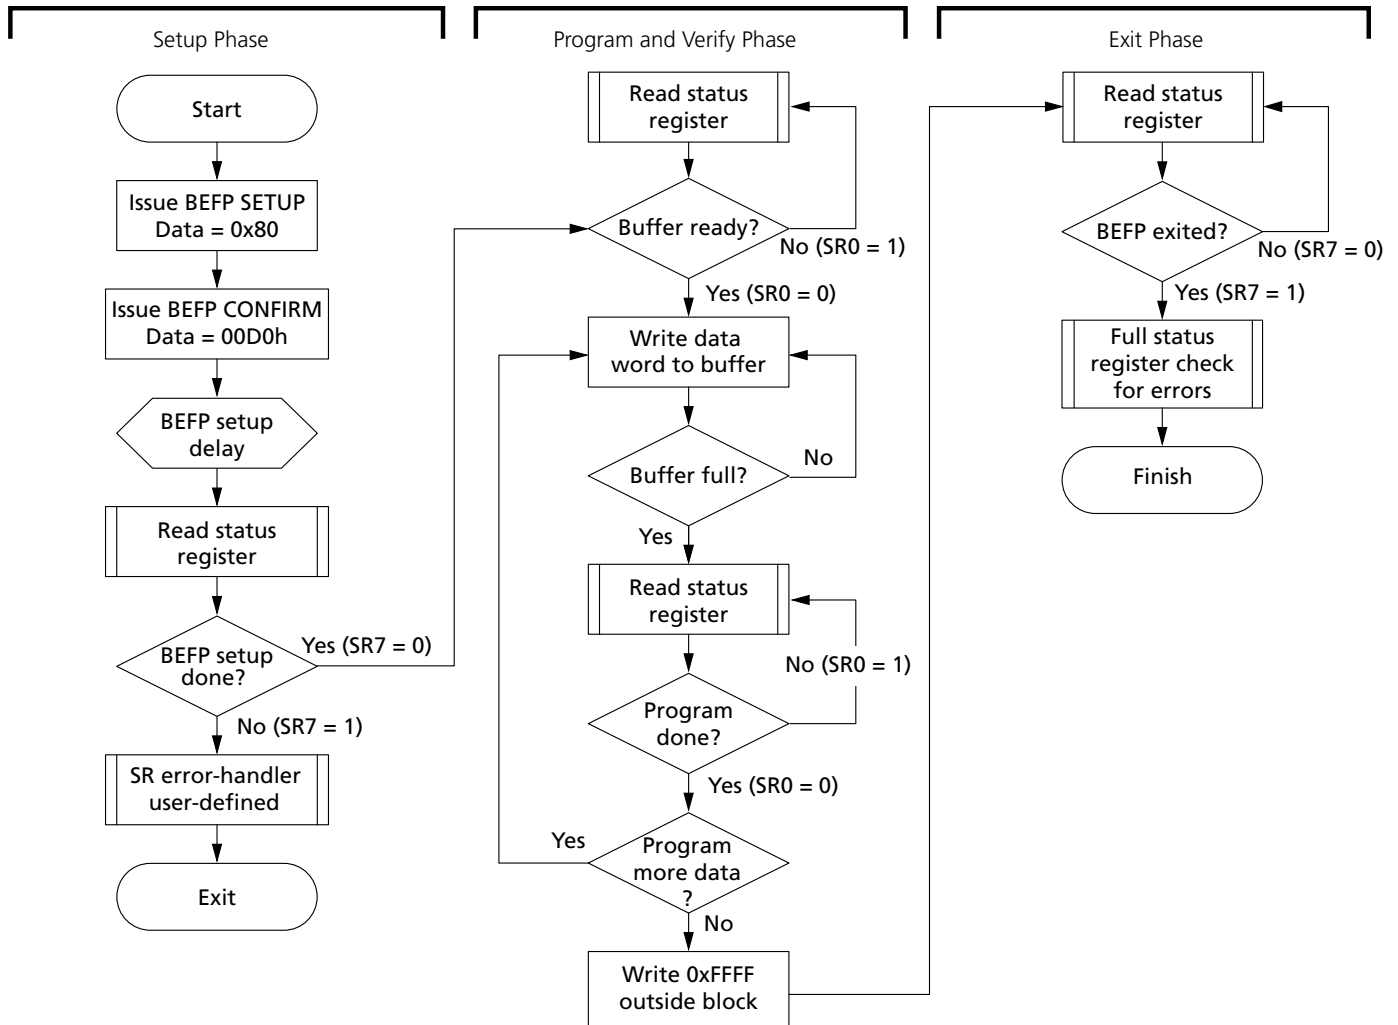 Setup Phase
Start
Issue BEFP SETUP
Data = 0x80
Issue BEFP CONFIRM
Data = 00D0h
BEFP setup
delay
Read status
register
BEFP setup
done?
Yes (SR7 = 0)
No (SR7 = 1)
SR error-handler
user-defined
Exit
Program and Verify Phase
Read status
register
Buffer ready?
No (SR0 = 1)
Yes (SR0 = 0)
Write data
word to buffer
Buffer full?
No
Yes
Read status
register
No (SR0 = 1)
Program
done?
Yes (SR0 = 0)
Yes
Program
more data
?
No
Write 0xFFFF
outside block
Exit Phase
Read status
register
BEFP exited?
No (SR7 = 0)
Yes (SR7 = 1)
Full status
register check
for errors
Finish